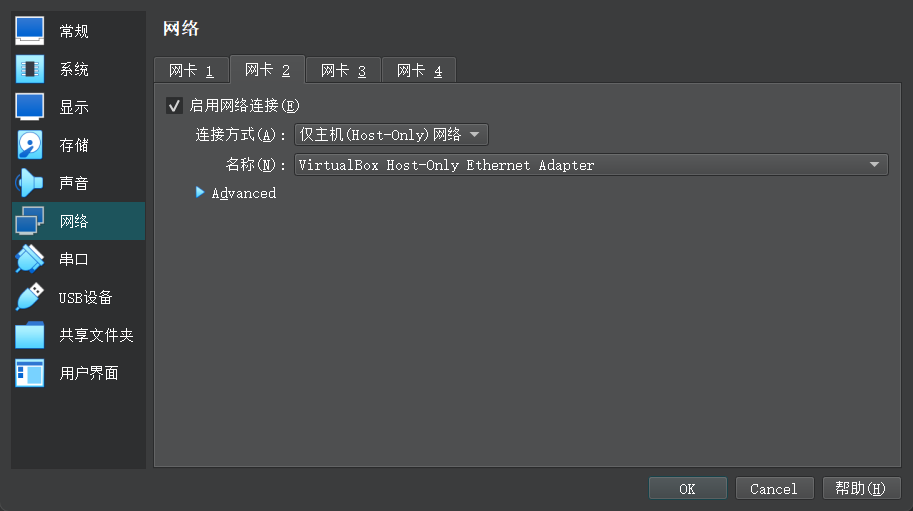 常规
系统
显示
存储
声音
网络
串口
USB设备
共享文件夹
用户界面
网络
网卡 1
网卡 2
网卡 3
网卡 4
启用网络连接(E)
连接方式(A)：
仅主机(Host-Only)网络
名称(N)：
VirtualBox Host-Only Ethernet Adapter
Advanced
OK
Cancel
帮助(H)